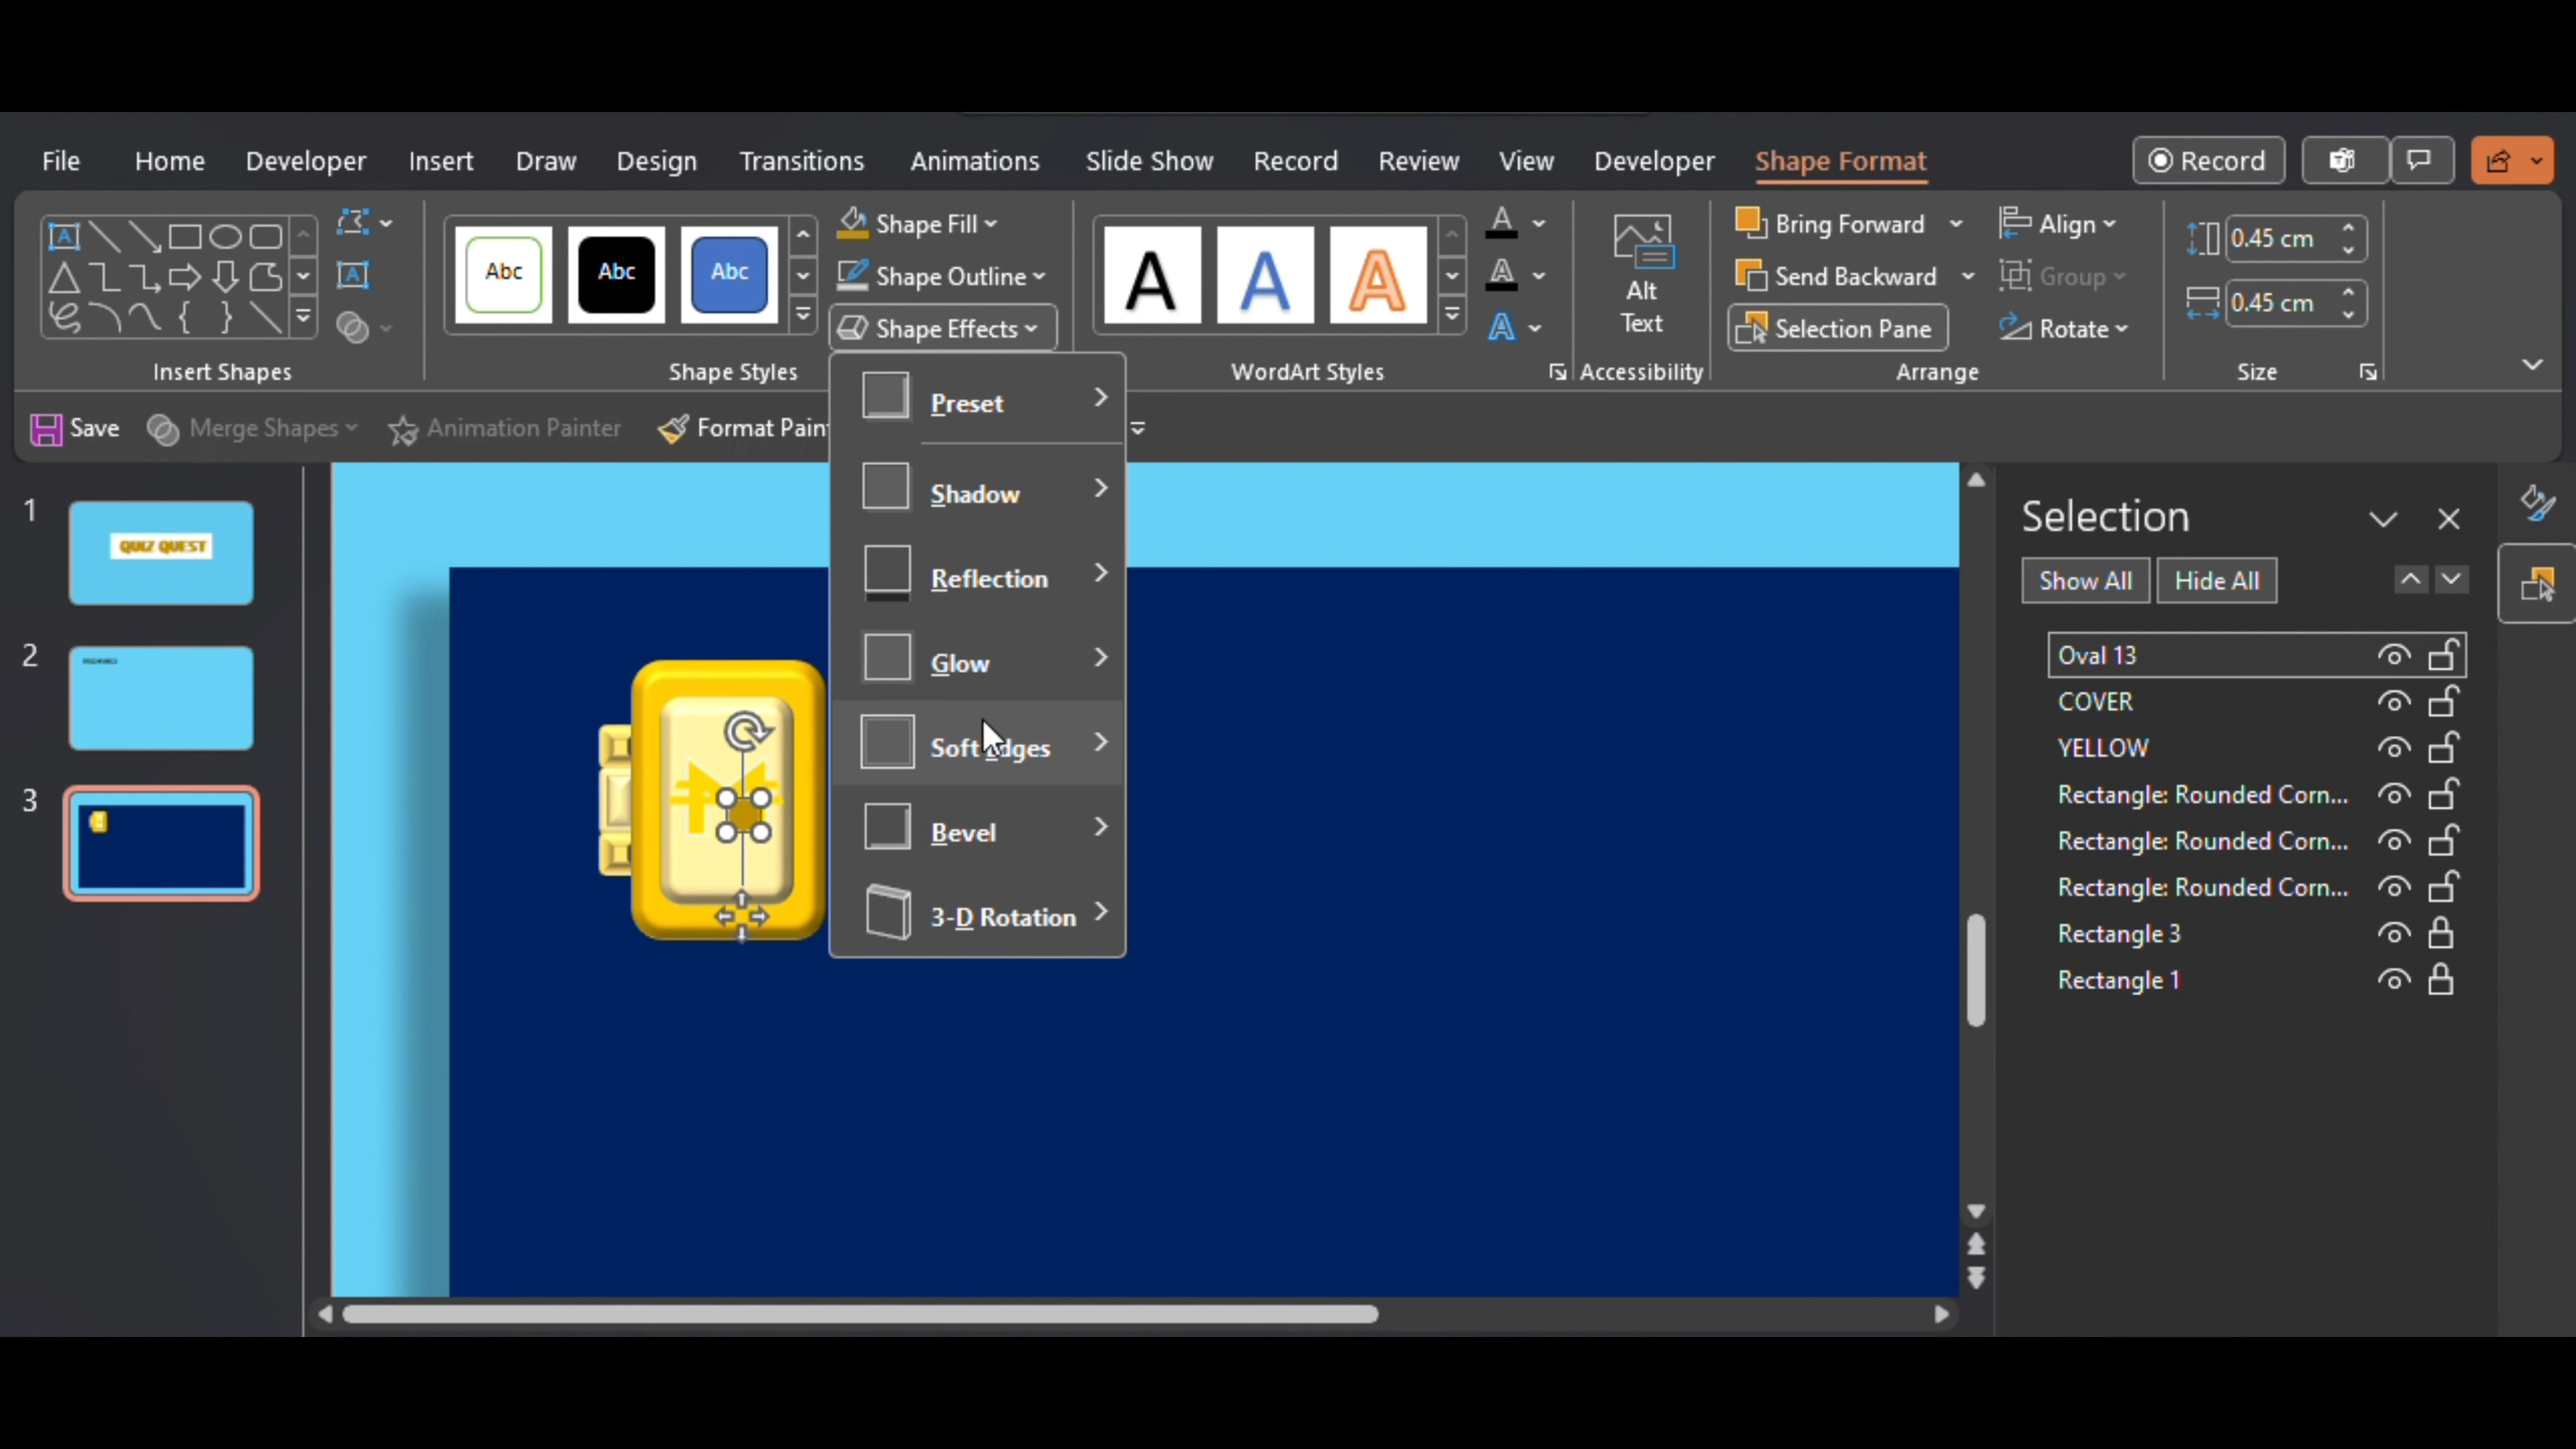 File Home Developer Insert Draw Design Transitions Animations Slide Show Record Review View Developer Shape Format Record
Abc Abc Abc
Shape Fill
Shape Outline
Shape Effects
A A A
Alt
Text
Bring Forward
Send Backward
Selection Pane
Align
Group
Rotate
0.45 cm
0.45 cm
Insert Shapes Shape Styles WordArt Styles Accessibility Arrange Size
Save Merge Shapes Animation Painter Format Paint
Preset
Shadow
Reflection
Glow
Soft Edges
Bevel
3-D Rotation
1
QUIZ QUEST
2
3
Selection
Show All Hide All
Oval 13
COVER
YELLOW
Rectangle: Rounded Corn...
Rectangle: Rounded Corn...
Rectangle: Rounded Corn...
Rectangle 3
Rectangle 1